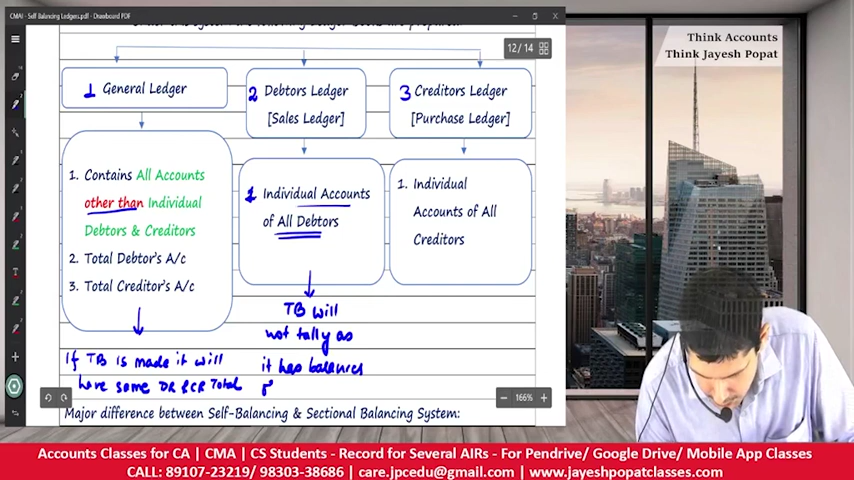 CMAI - Self Balancing Ledgers.pdf - Drawboard PDF
Think Accounts
Think Jayesh Popat
12 / 14
1 General Ledger
2 Debtors Ledger
[Sales Ledger]
3 Creditors Ledger
[Purchase Ledger]
1. Contains All Accounts
other than Individual
Debtors & Creditors
2. Total Debtor's A/c
3. Total Creditor's A/c
1 Individual Accounts
of All Debtors
1. Individual
Accounts of All
Creditors
If TB is made it will
have same DR & CR Total
TB will
not tally as
it has balances
166%
Major difference between Self-Balancing & Sectional Balancing System:
Accounts Classes for CA | CMA | CS Students - Record for Several AIRs - For Pendrive/ Google Drive/ Mobile App Classes
CALL: 89107-23219/ 98303-38686 | care.jpcedu@gmail.com | www.jayeshpopatclasses.com